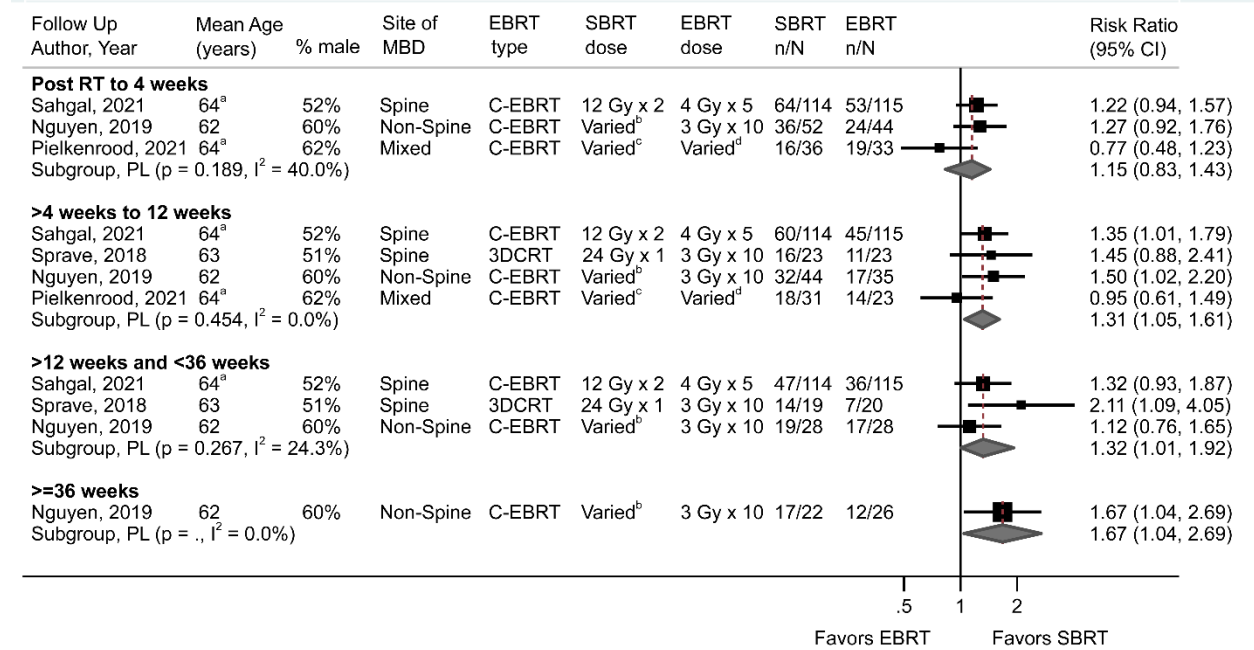 Follow Up Mean Age Site of EBRT SBRT EBRT SBRT EBRT Risk Ratio
Author, Year (years) % male MBD type dose dose n/N n/N (95% CI)
Post RT to 4 weeks
Sahgal, 2021 64a 52% Spine C-EBRT 12 Gy x 2 4 Gy x 5 64/114 53/115 1.22 (0.94, 1.57)
Nguyen, 2019 62 60% Non-Spine C-EBRT Variedb 3 Gy x 10 36/52 24/44 1.27 (0.92, 1.76)
Pielkenrood, 2021 64a 62% Mixed C-EBRT Variedc Variedd 16/36 19/33 0.77 (0.48, 1.23)
Subgroup, PL (p = 0.189, I2 = 40.0%) 1.15 (0.83, 1.43)
>4 weeks to 12 weeks
Sahgal, 2021 64a 52% Spine C-EBRT 12 Gy x 2 4 Gy x 5 60/114 45/115 1.35 (1.01, 1.79)
Sprave, 2018 63 51% Spine 3DCRT 24 Gy x 1 3 Gy x 10 16/23 11/23 1.45 (0.88, 2.41)
Nguyen, 2019 62 60% Non-Spine C-EBRT Variedb 3 Gy x 10 32/44 17/35 1.50 (1.02, 2.20)
Pielkenrood, 2021 64a 62% Mixed C-EBRT Variedc Variedd 18/31 14/23 0.95 (0.61, 1.49)
Subgroup, PL (p = 0.454, I2 = 0.0%) 1.31 (1.05, 1.61)
>12 weeks and <36 weeks
Sahgal, 2021 64a 52% Spine C-EBRT 12 Gy x 2 4 Gy x 5 47/114 36/115 1.32 (0.93, 1.87)
Sprave, 2018 63 51% Spine 3DCRT 24 Gy x 1 3 Gy x 10 14/19 7/20 2.11 (1.09, 4.05)
Nguyen, 2019 62 60% Non-Spine C-EBRT Variedb 3 Gy x 10 19/28 17/28 1.12 (0.76, 1.65)
Subgroup, PL (p = 0.267, I2 = 24.3%) 1.32 (1.01, 1.92)
>=36 weeks
Nguyen, 2019 62 60% Non-Spine C-EBRT Variedb 3 Gy x 10 17/22 12/26 1.67 (1.04, 2.69)
Subgroup, PL (p = ., I2 = 0.0%) 1.67 (1.04, 2.69)
.5 1 2
Favors EBRT Favors SBRT